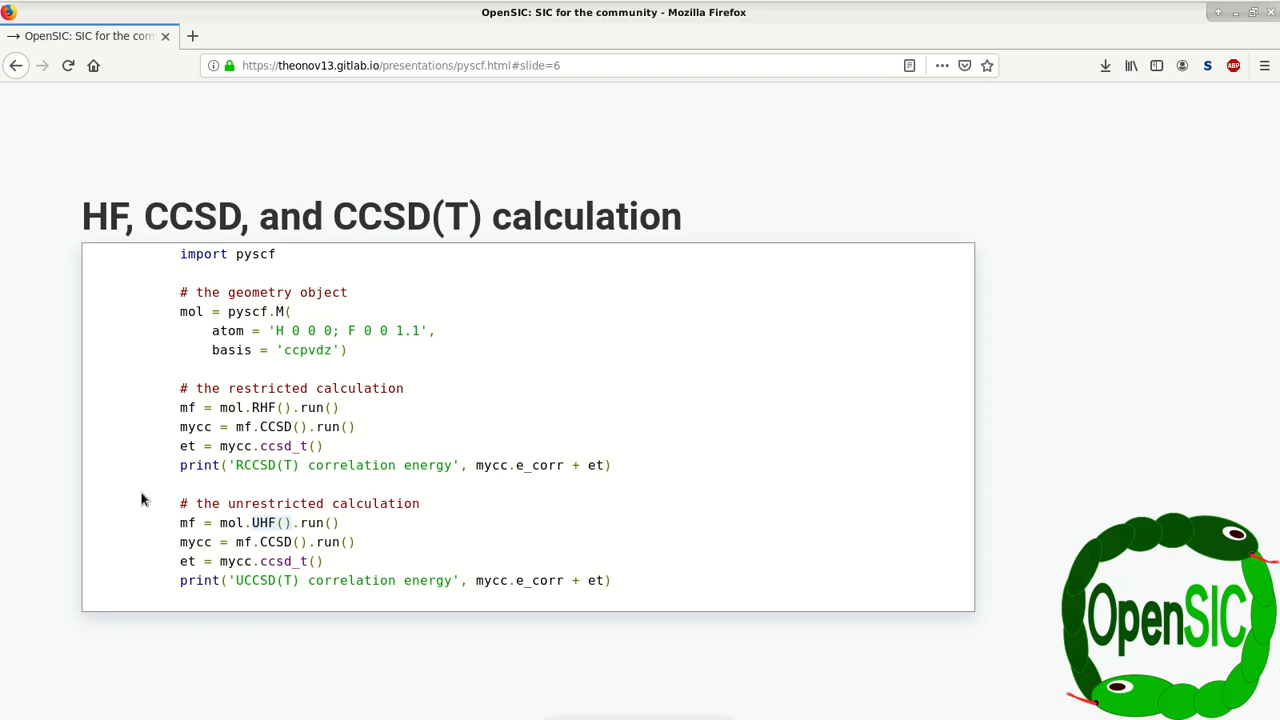 OpenSIC: SIC for the community - Mozilla Firefox
OpenSIC: SIC for the com
https://theonov13.gitlab.io/presentations/pyscf.html#slide=6
S
ABP
HF, CCSD, and CCSD(T) calculation
import pyscf
# the geometry object
mol = pyscf.M(
    atom = 'H 0 0 0; F 0 0 1.1',
    basis = 'ccpvdz')
# the restricted calculation
mf = mol.RHF().run()
mycc = mf.CCSD().run()
et = mycc.ccsd_t()
print('RCCSD(T) correlation energy', mycc.e_corr + et)
# the unrestricted calculation
mf = mol.UHF().run()
mycc = mf.CCSD().run()
et = mycc.ccsd_t()
print('UCCSD(T) correlation energy', mycc.e_corr + et)
OpenSIC